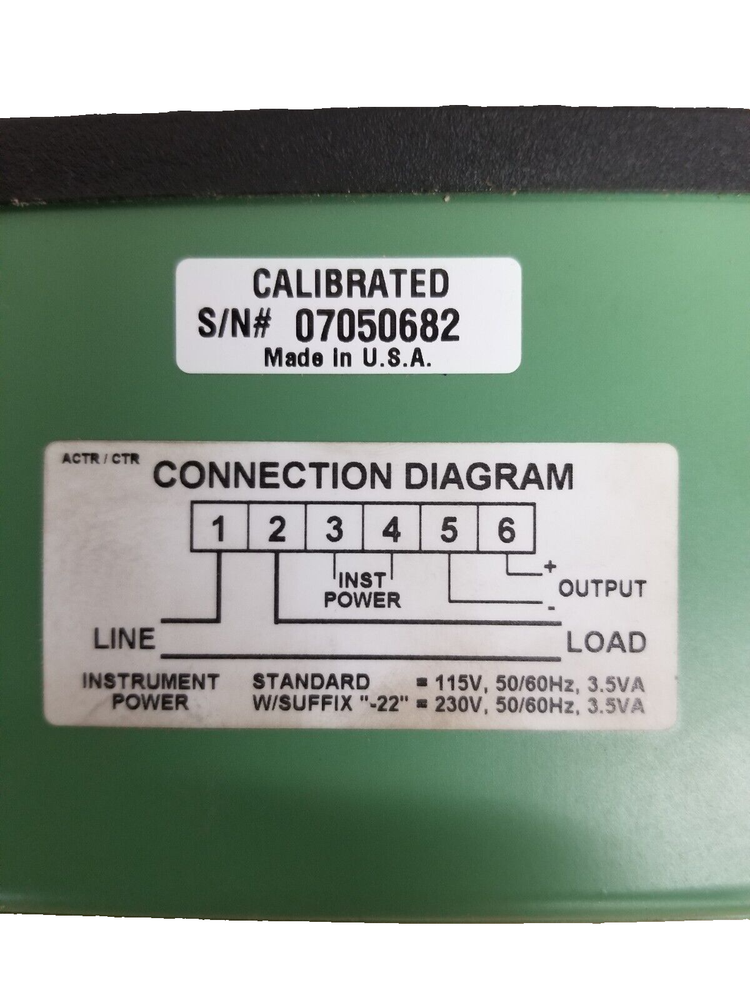 CALIBRATED
S/N# 07050682
Made In U.S.A.
ACTR / CTR
CONNECTION DIAGRAM
1 2 3 4 5 6
INST
POWER
+
OUTPUT
-
LINE
LOAD
INSTRUMENT POWER
STANDARD = 115V, 50/60Hz, 3.5VA
W/SUFFIX "-22" = 230V, 50/60Hz, 3.5VA